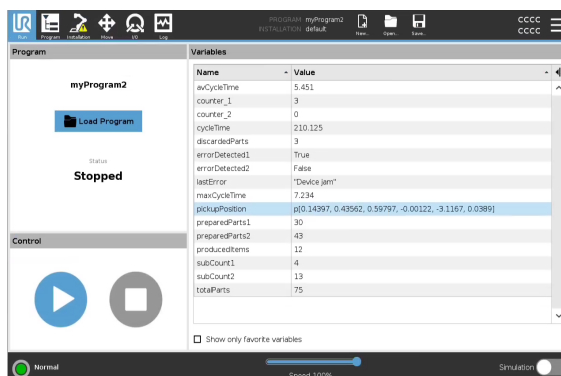 UR
Run
Program
Installation
Move
I/O
Log
PROGRAM myProgram2
INSTALLATION default
New...
Open...
Save...
CCCC
CCCC
Program
Variables
Name Value
myProgram2
Load Program
Status
Stopped
avCycleTime 5.451
counter_1 3
counter_2 0
cycleTime 210.125
discardedParts 3
errorDetected1 True
errorDetected2 False
lastError "Device jam"
maxCycleTime 7.234
pickupPosition p[0.14397, 0.43562, 0.59797, -0.00122, -3.1167, 0.0389]
preparedParts1 30
preparedParts2 43
producedItems 12
subCount1 4
subCount2 13
totalParts 75
Control
Show only favorite variables
Normal
Speed 100%
Simulation